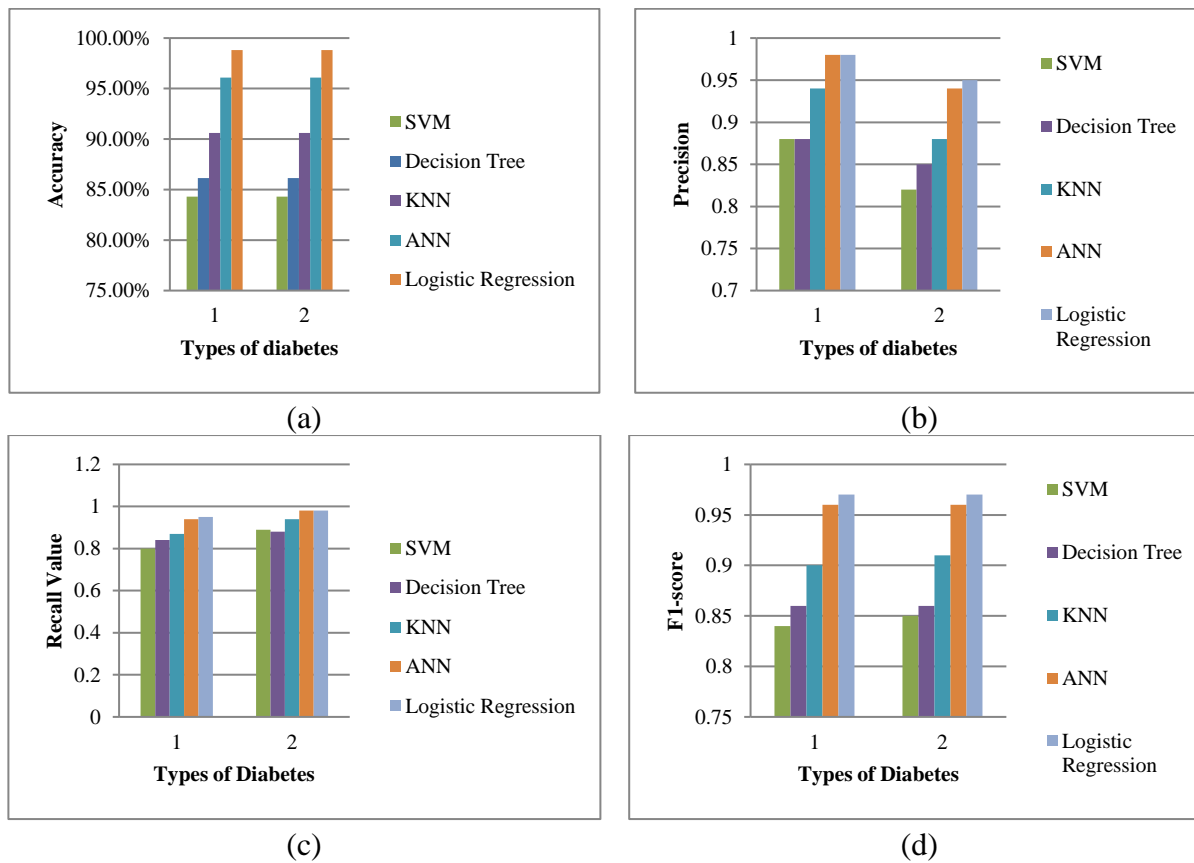 100.00%
95.00%
90.00%
85.00%
80.00%
75.00%
Accuracy
1
2
Types of diabetes
SVM
Decision Tree
KNN
ANN
Logistic Regression
(a)
1
0.95
0.9
0.85
0.8
0.75
0.7
Precision
1
2
Types of diabetes
SVM
Decision Tree
KNN
ANN
Logistic
Regression
(b)
1.2
1
0.8
0.6
0.4
0.2
0
Recall Value
1
2
Types of Diabetes
SVM
Decision Tree
KNN
ANN
Logistic Regression
(c)
1
0.95
0.9
0.85
0.8
0.75
F1-score
1
2
Types of Diabetes
SVM
Decision Tree
KNN
ANN
Logistic
Regression
(d)